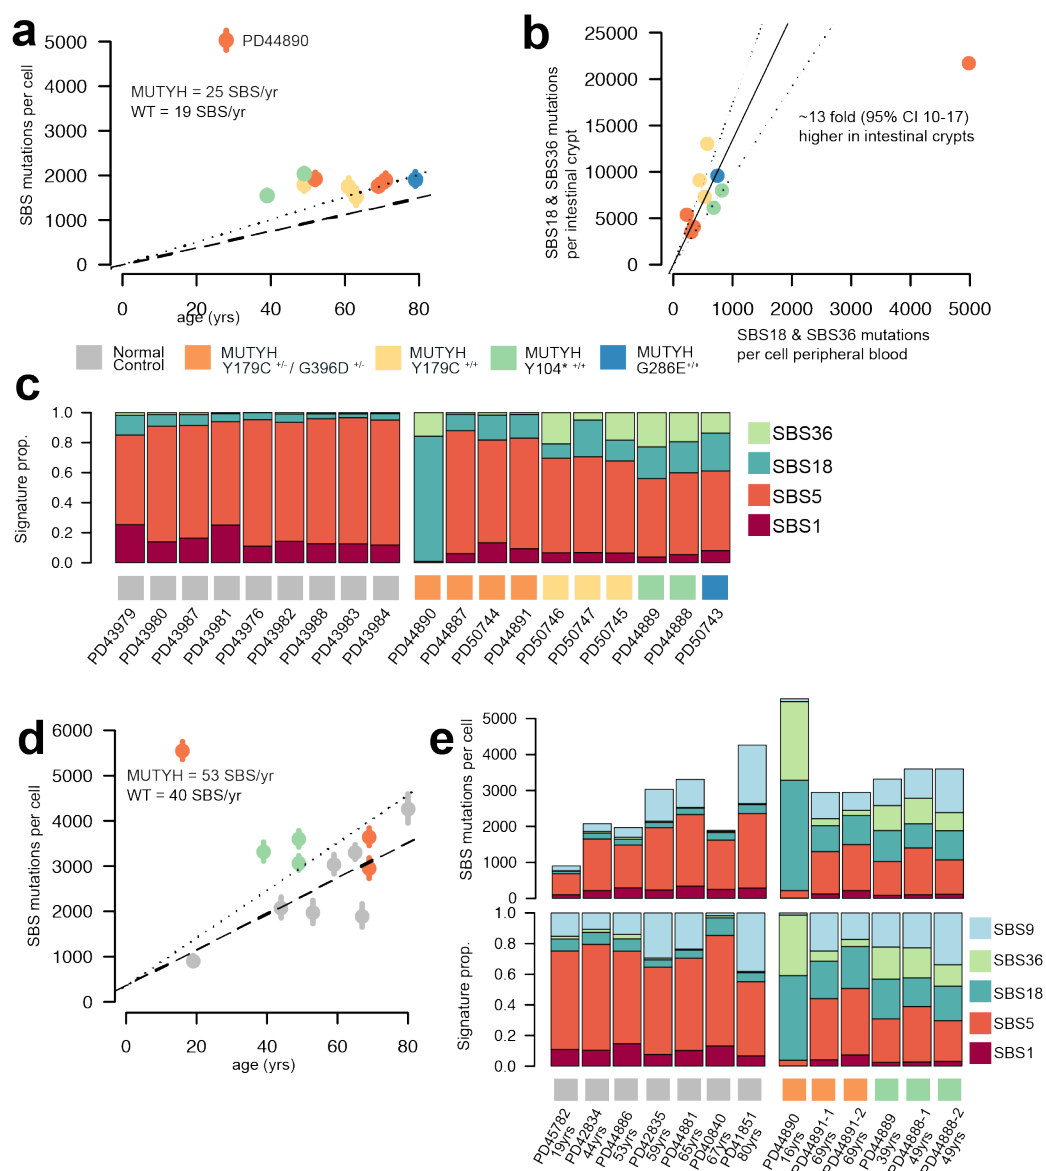 a
SBS mutations per cell
5000
4000
3000
2000
1000
0
PD44890
MUTYH = 25 SBS/yr
WT = 19 SBS/yr
0 20 40 60 80
age (yrs)
b
SBS18 & SBS36 mutations
per intestinal crypt
25000
20000
15000
10000
5000
0
~13 fold (95% CI 10-17)
higher in intestinal crypts
0 1000 2000 3000 4000 5000
SBS18 & SBS36 mutations
per cell peripheral blood
Normal
Control
MUTYH
Y179C +/- / G396D +/-
MUTYH
Y179C +/+
MUTYH
Y104* +/+
MUTYH
G286E +/+
c
Signature prop.
1.0
0.8
0.6
0.4
0.2
0.0
SBS36
SBS18
SBS5
SBS1
PD43979
PD43980
PD43987
PD43981
PD43976
PD43982
PD43988
PD43983
PD43984
PD44890
PD44887
PD50744
PD44891
PD50746
PD50747
PD50745
PD44889
PD44888
PD50743
d
SBS mutations per cell
6000
5000
4000
3000
2000
1000
0
MUTYH = 53 SBS/yr
WT = 40 SBS/yr
0 20 40 60 80
age (yrs)
e
SBS mutations per cell
5000
4000
3000
2000
1000
0
Signature prop.
1.0
0.8
0.6
0.4
0.2
0.0
SBS9
SBS36
SBS18
SBS5
SBS1
PD45782
19yrs
PD42834
44yrs
PD44886
53yrs
PD42835
59yrs
PD44881
65yrs
PD40840
67yrs
PD41851
80yrs
PD44890
16yrs
PD44891-1
69yrs
PD44891-2
69yrs
PD44889
39yrs
PD44888-1
49yrs
PD44888-2
49yrs